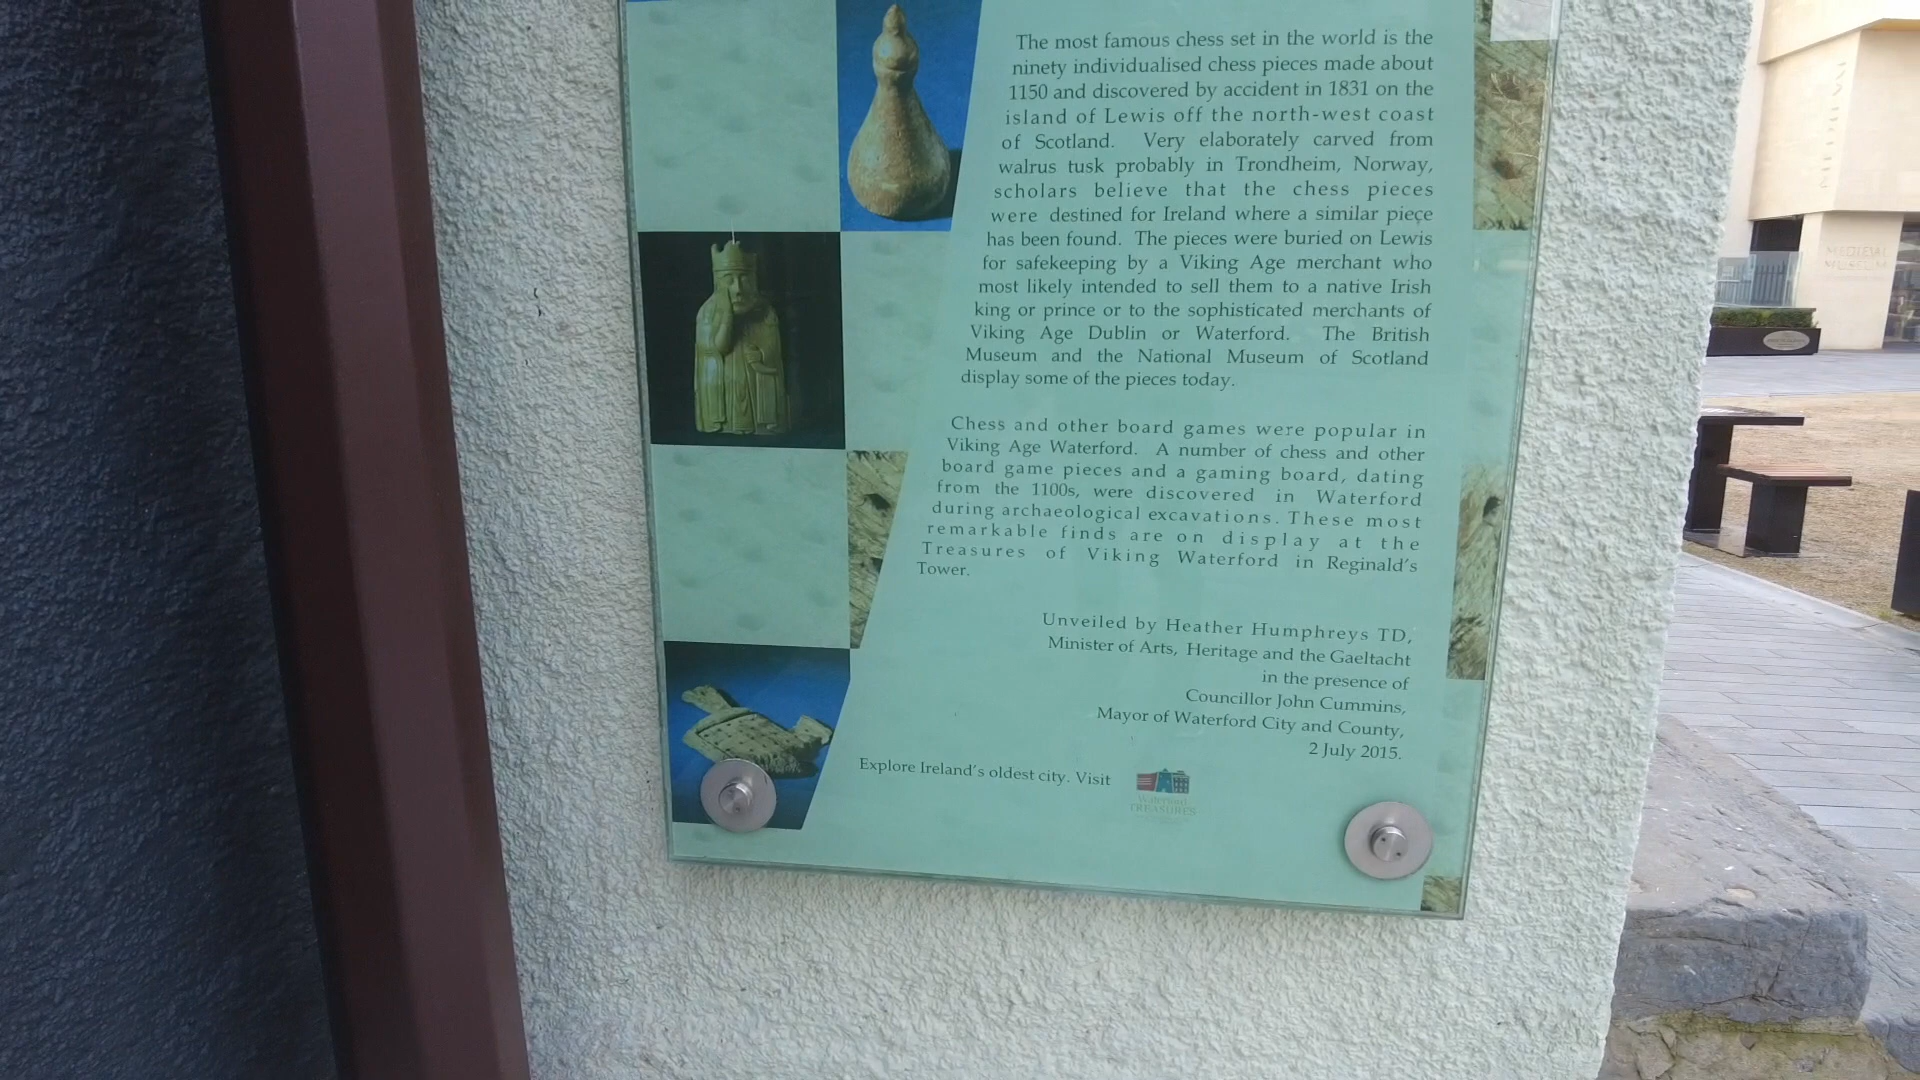 The most famous chess set in the world is the
ninety individualised chess pieces made about
1150 and discovered by accident in 1831 on the
island of Lewis off the north-west coast
of Scotland. Very elaborately carved from
walrus tusk probably in Trondheim, Norway,
scholars believe that the chess pieces
were destined for Ireland where a similar piece
has been found. The pieces were buried on Lewis
for safekeeping by a Viking Age merchant who
most likely intended to sell them to a native Irish
king or prince or to the sophisticated merchants of
Viking Age Dublin or Waterford. The British
Museum and the National Museum of Scotland
display some of the pieces today.
Chess and other board games were popular in
Viking Age Waterford. A number of chess and other
board game pieces and a gaming board, dating
from the 1100s, were discovered in Waterford
during archaeological excavations. These most
remarkable finds are on display at the
Treasures of Viking Waterford in Reginald's
Tower.
Unveiled by Heather Humphreys TD,
Minister of Arts, Heritage and the Gaeltacht
in the presence of
Councillor John Cummins,
Mayor of Waterford City and County,
2 July 2015.
Explore Ireland's oldest city. Visit
Waterford
TREASURES
MEDIEVAL
MUSEUM